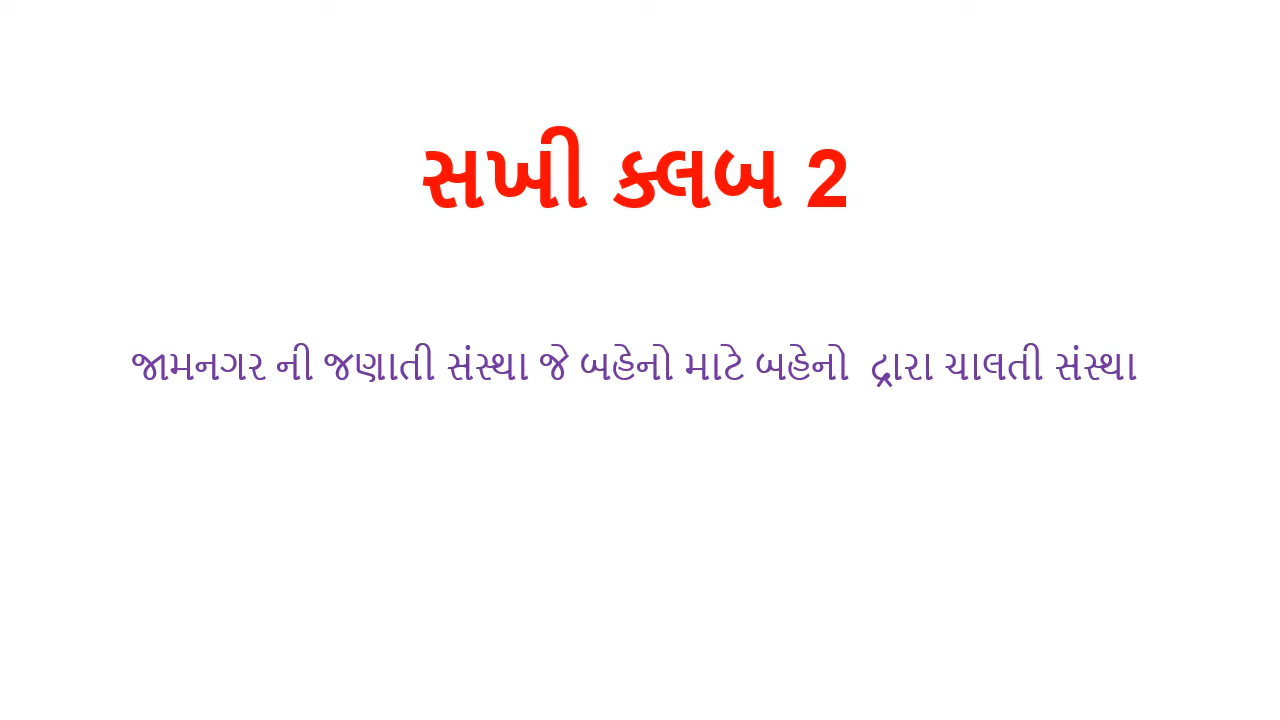 સખી ક્લબ 2
જામનગર ની જણાતી સંસ્થા જે બહેનો માટે બહેનો દ્રારા ચાલતી સંસ્થા